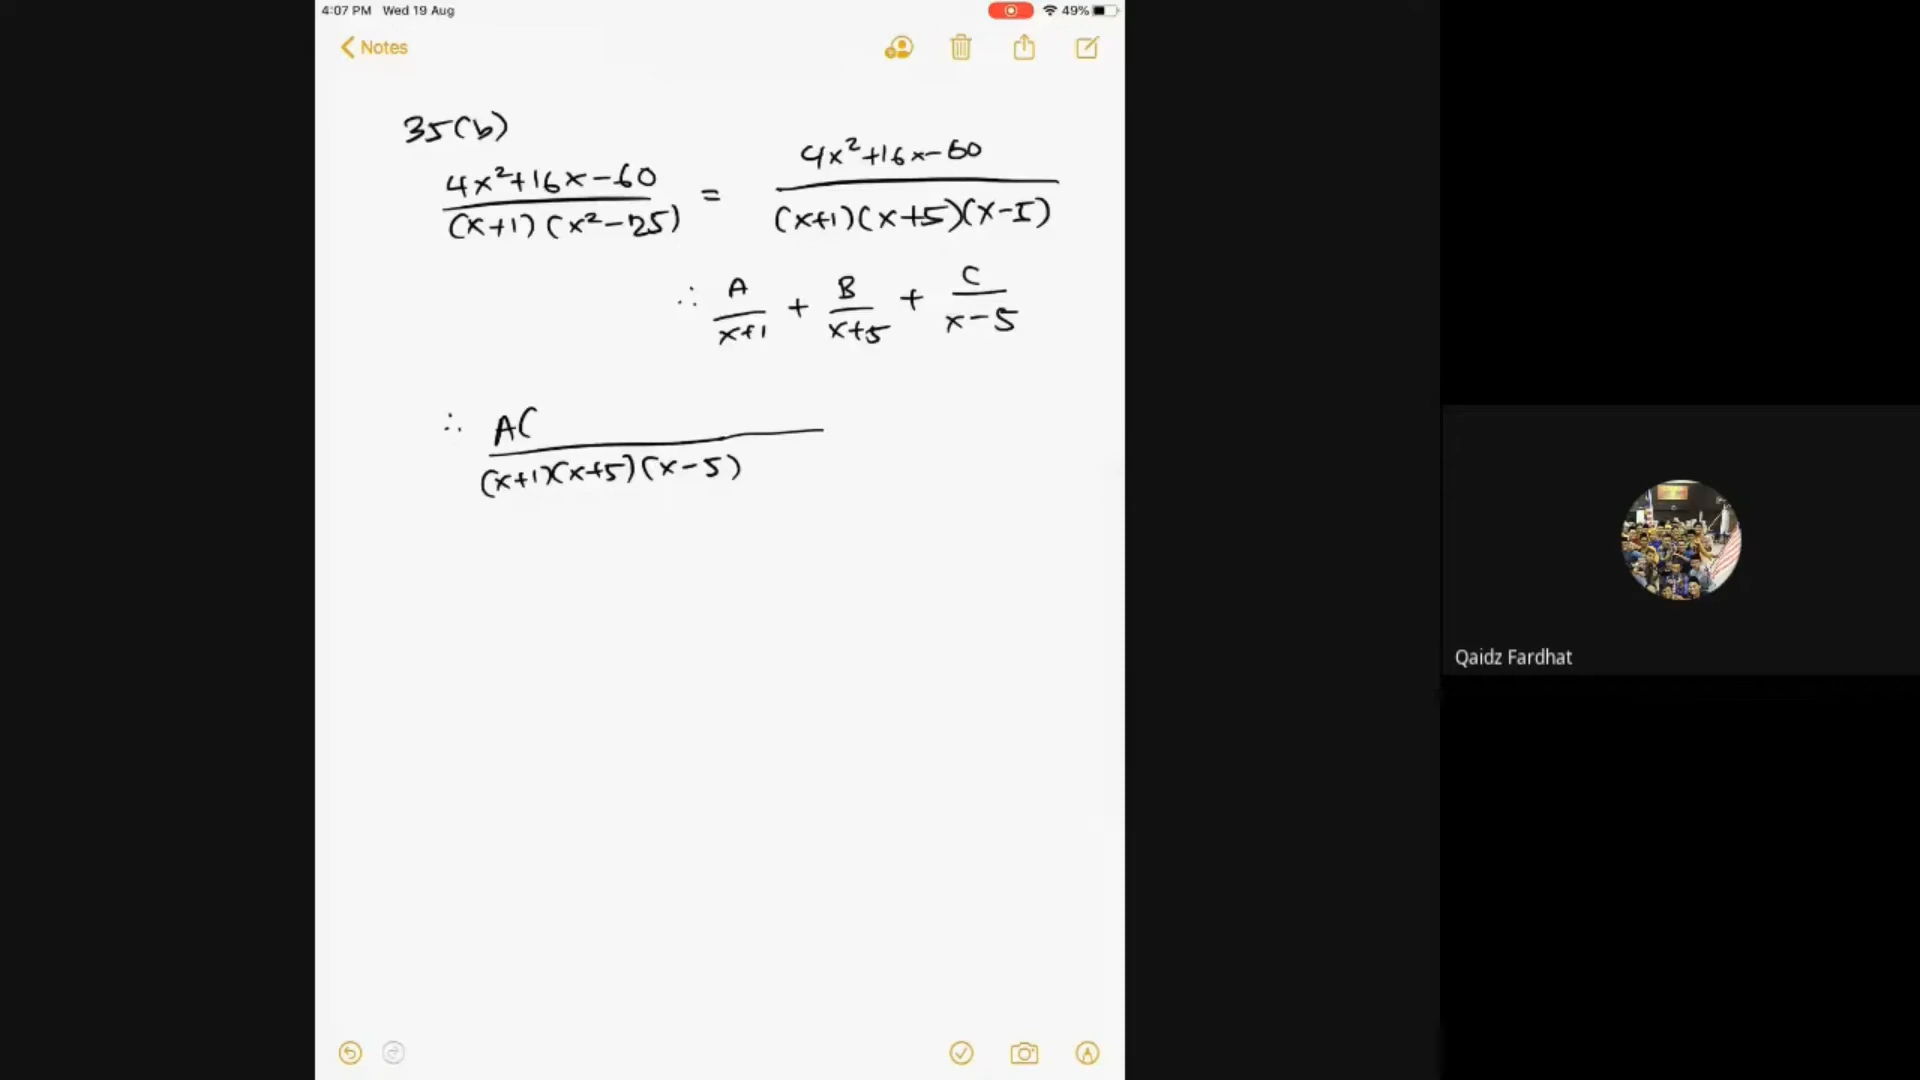 4:07 PM Wed 19 Aug 49%
Notes
35(b)
4x²+16x-60 / (x+1)(x²-25) = 4x²+16x-60 / (x+1)(x+5)(x-5)
∴ A/x+1 + B/x+5 + C/x-5
∴ A( / (x+1)(x+5)(x-5)
Qaidz Fardhat